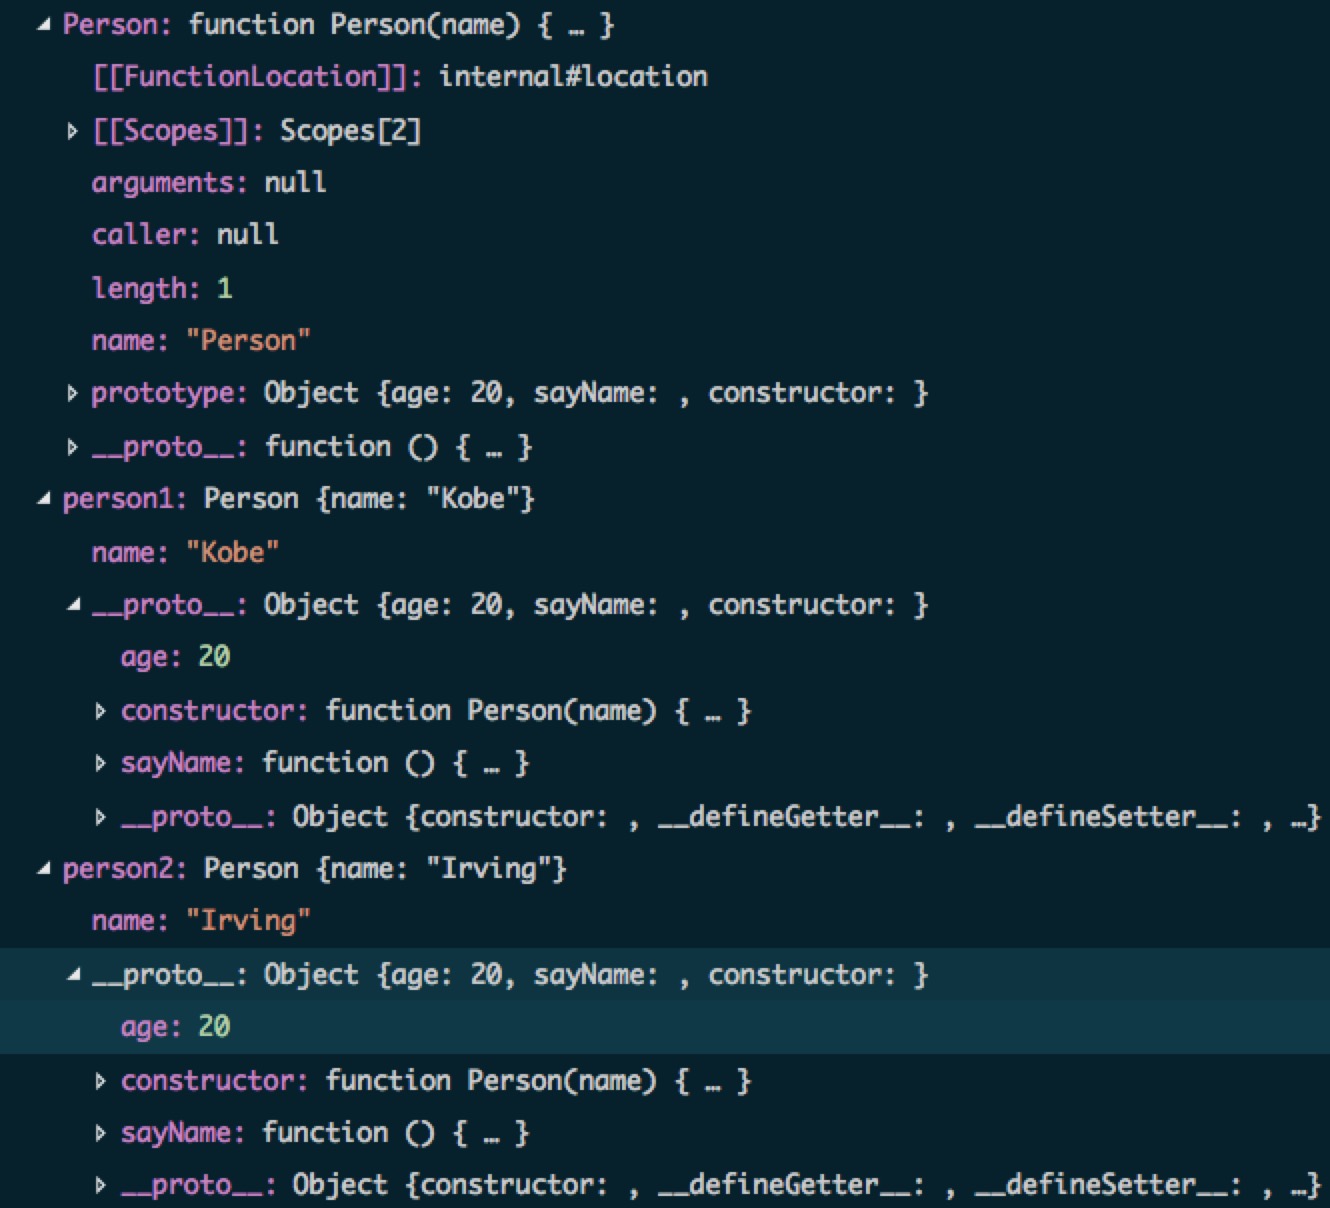 Person: function Person(name) { … }
[[FunctionLocation]]: internal#location
[[Scopes]]: Scopes[2]
arguments: null
caller: null
length: 1
name: "Person"
prototype: Object {age: 20, sayName: , constructor: }
__proto__: function () { … }
person1: Person {name: "Kobe"}
name: "Kobe"
__proto__: Object {age: 20, sayName: , constructor: }
age: 20
constructor: function Person(name) { … }
sayName: function () { … }
__proto__: Object {constructor: , __defineGetter__: , __defineSetter__: , …}
person2: Person {name: "Irving"}
name: "Irving"
__proto__: Object {age: 20, sayName: , constructor: }
age: 20
constructor: function Person(name) { … }
sayName: function () { … }
__proto__: Object {constructor: , __defineGetter__: , __defineSetter__: , …}